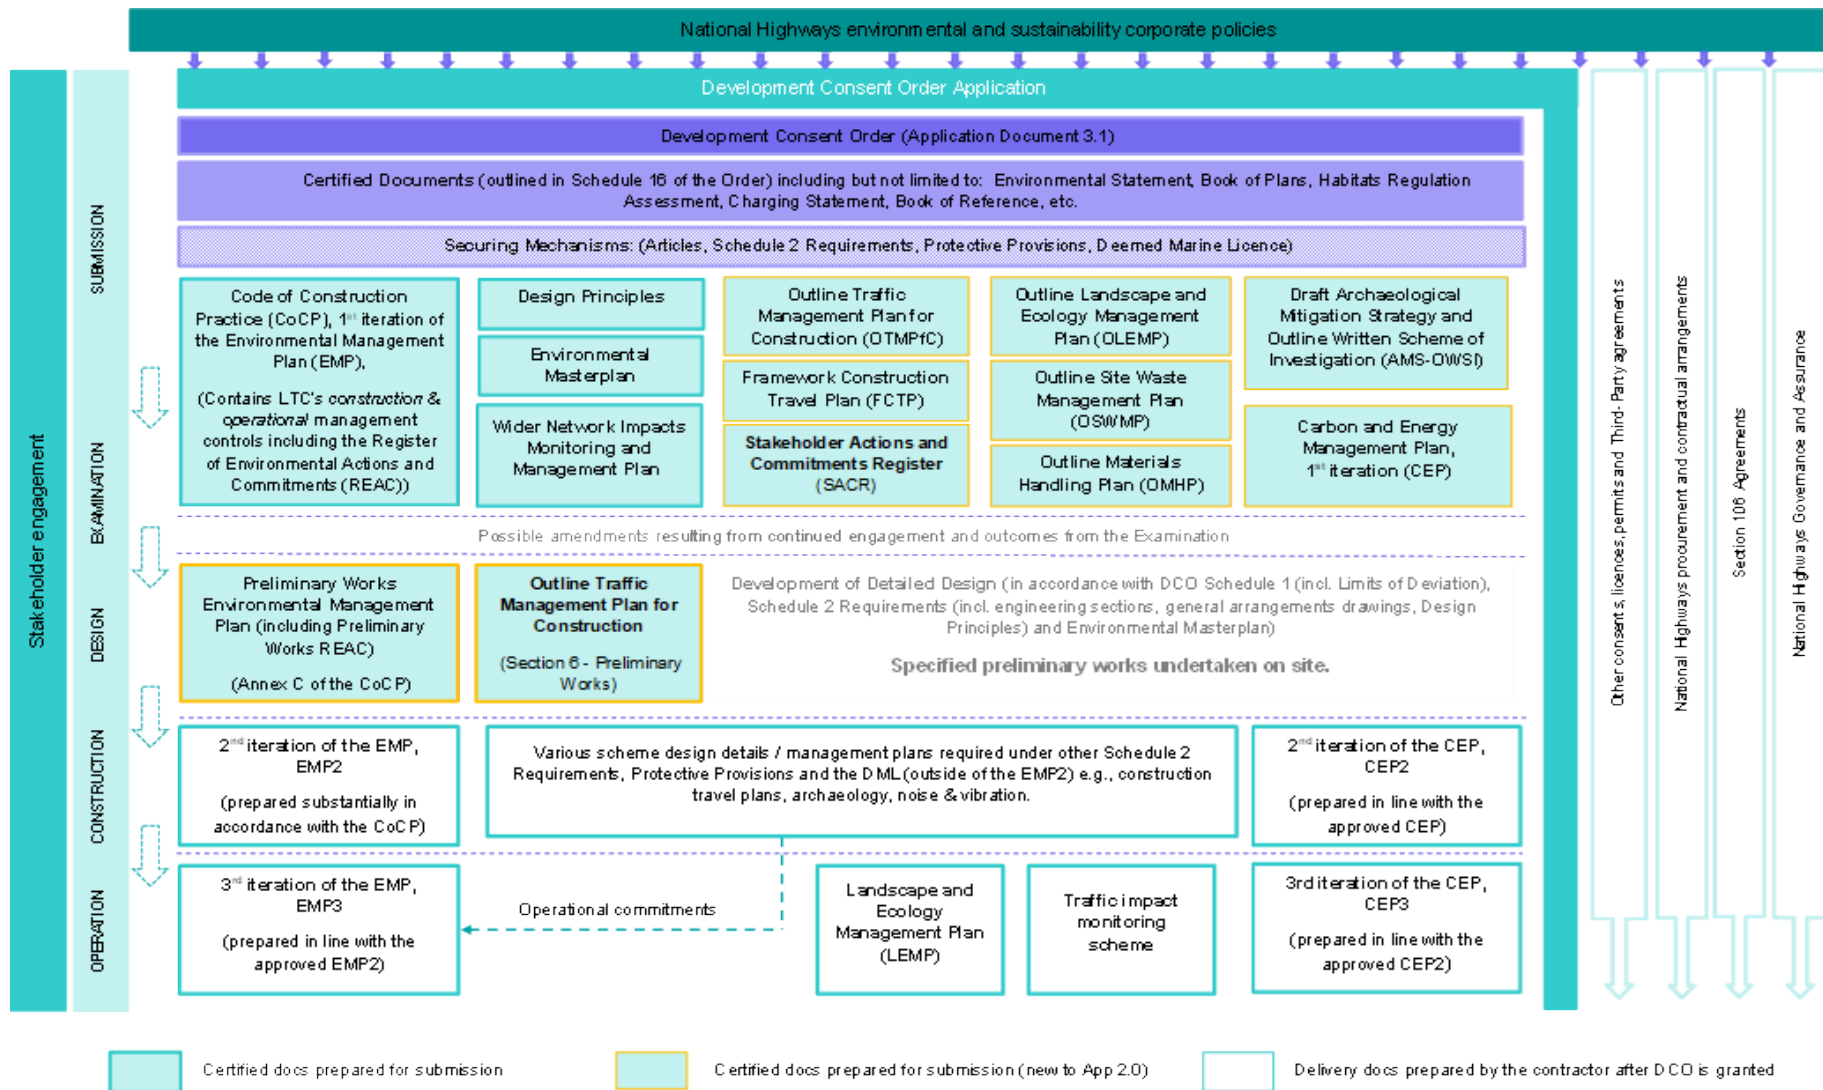 National Highways environmental and sustainability corporate policies
Development Consent Order Application
Development Consent Order (Application Document 3.1)
Certified Documents (outlined in Schedule 16 of the Order) including but not limited to: Environmental Statement, Book of Plans, Habitats Regulation
Assessment, Charging Statement, Book of Reference, etc.
Securing Mechanisms: (Articles, Schedule 2 Requirements, Protective Provisions, Deemed Marine Licence)
Stakeholder engagement
SUBMISSION
EXAMINATION
DESIGN
CONSTRUCTION
OPERATION
Code of Construction
Practice (CoCP), 1st iteration of
the Environmental Management
Plan (EMP),
(Contains LTC's construction &
operational management
controls including the Register
of Environmental Actions and
Commitments (REAC))
Design Principles
Environmental
Masterplan
Wider Network Impacts
Monitoring and
Management Plan
Outline Traffic
Management Plan for
Construction (OTMPfC)
Framework Construction
Travel Plan (FCTP)
Stakeholder Actions and
Commitments Register
(SACR)
Outline Landscape and
Ecology Management
Plan (OLEMP)
Outline Site Waste
Management Plan
(OSWMP)
Outline Materials
Handling Plan (OMHP)
Draft Archaeological
Mitigation Strategy and
Outline Written Scheme of
Investigation (AMS-OWSI)
Carbon and Energy
Management Plan,
1st iteration (CEP)
Possible amendments resulting from continued engagement and outcomes from the Examination
Preliminary Works
Environmental Management
Plan (including Preliminary
Works REAC)
(Annex C of the CoCP)
Outline Traffic
Management Plan for
Construction
(Section 6 - Preliminary
Works)
Development of Detailed Design (in accordance with DCO Schedule 1 (incl. Limits of Deviation),
Schedule 2 Requirements (incl. engineering sections, general arrangements drawings, Design
Principles) and Environmental Masterplan)
Specified preliminary works undertaken on site.
2nd iteration of the EMP,
EMP2
(prepared substantially in
accordance with the CoCP)
Various scheme design details / management plans required under other Schedule 2
Requirements, Protective Provisions and the DML (outside of the EMP2) e.g., construction
travel plans, archaeology, noise & vibration.
2nd iteration of the CEP,
CEP2
(prepared in line with the
approved CEP)
3rd iteration of the EMP,
EMP3
(prepared in line with the
approved EMP2)
Operational commitments
Landscape and
Ecology
Management Plan
(LEMP)
Traffic impact
monitoring
scheme
3rd iteration of the CEP,
CEP3
(prepared in line with the
approved CEP2)
Other consents, licences, permits and Third- Party agreements
National Highways procurement and contractual arrangements
Section 106 Agreements
National Highways Governance and Assurance
Certified docs prepared for submission
Certified docs prepared for submission (new to App 2.0)
Delivery docs prepared by the contractor after DCO is granted